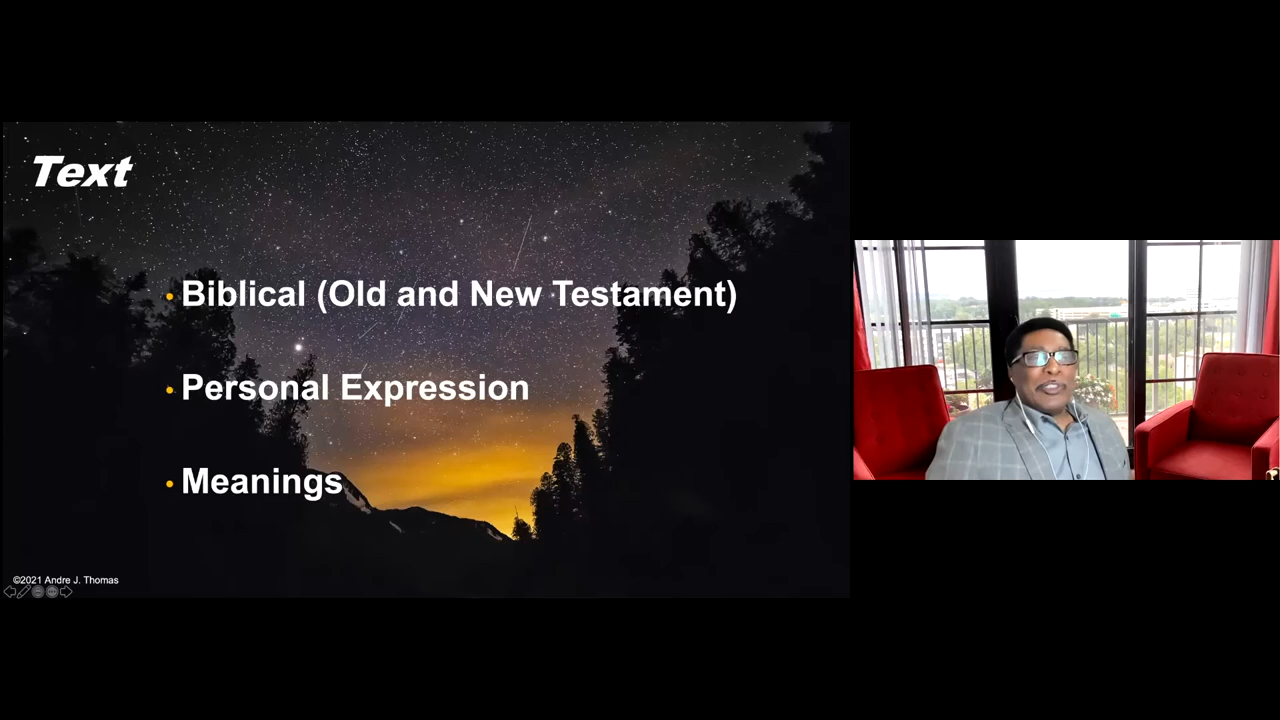 Text
• Biblical (Old and New Testament)
• Personal Expression
• Meanings
©2021 Andre J. Thomas